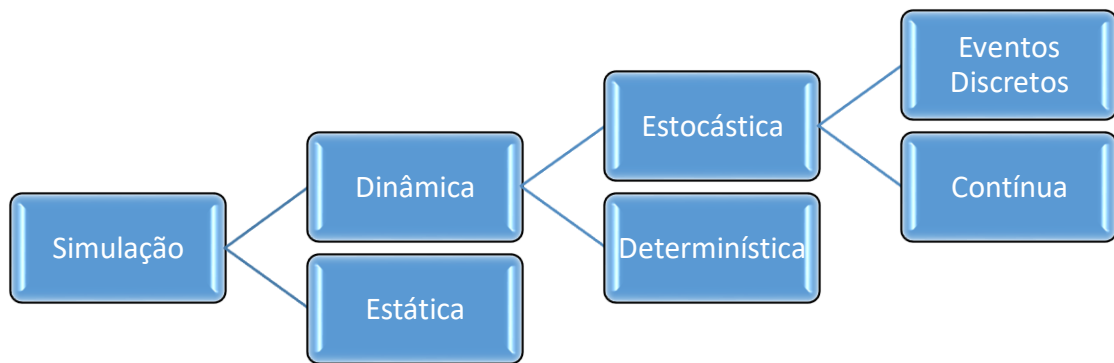 Simulação
Dinâmica
Estática
Estocástica
Determinística
Eventos
Discretos
Contínua